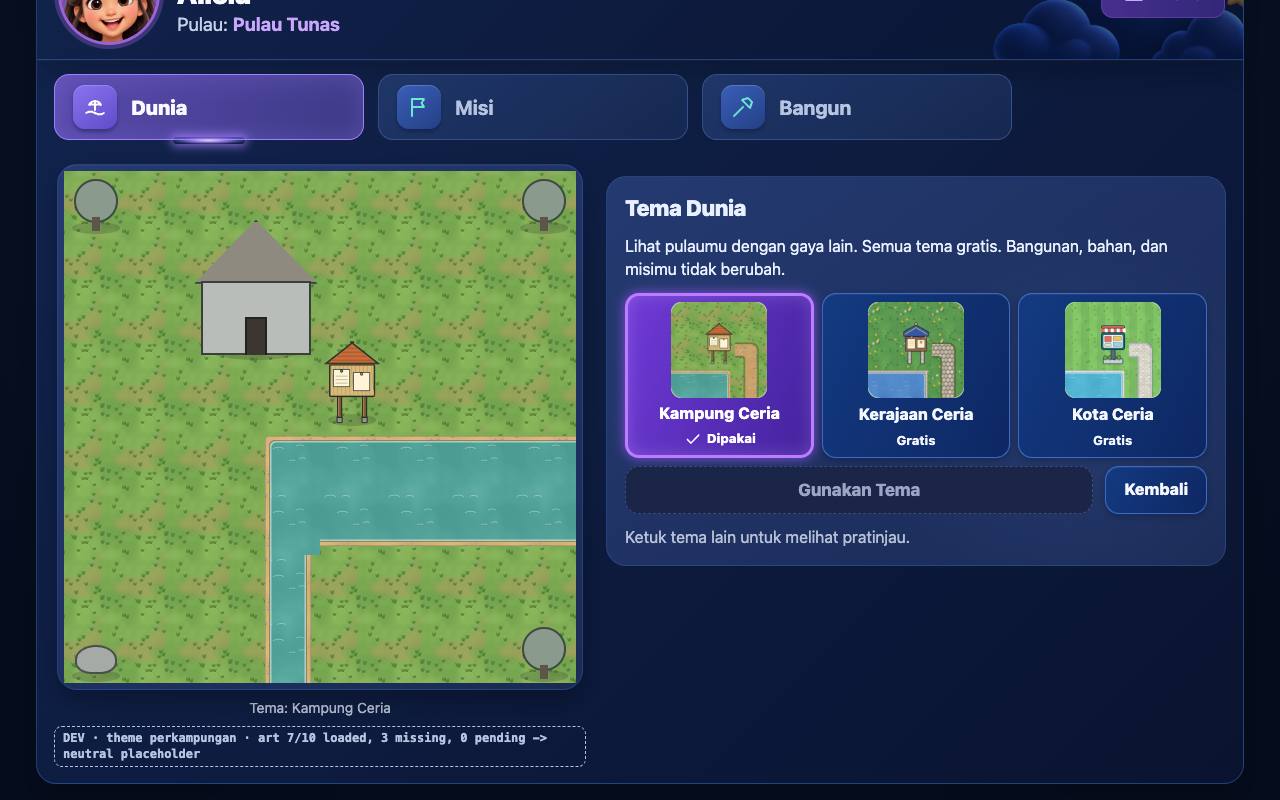 Pulau: Pulau Tunas
Dunia
Misi
Bangun
Tema Dunia
Lihat pulaumu dengan gaya lain. Semua tema gratis. Bangunan, bahan, dan
misimu tidak berubah.
Kampung Ceria
Dipakai
Kerajaan Ceria
Gratis
Kota Ceria
Gratis
Gunakan Tema
Kembali
Ketuk tema lain untuk melihat pratinjau.
Tema: Kampung Ceria
DEV · theme perkampungan · art 7/10 loaded, 3 missing, 0 pending —>
neutral placeholder